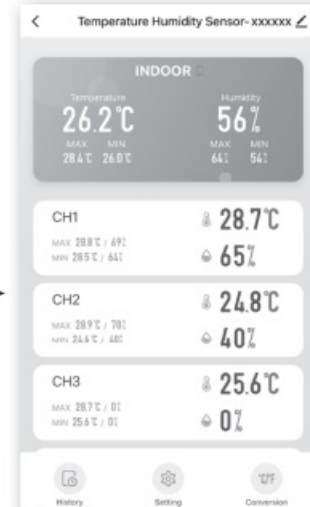 Temperature Humidity Sensor- xxxxxx
INDOOR
Temperature Humidity
26.2℃ 56%
MAX MIN MAX MIN
28.4℃ 26.0℃ 64% 54%
CH1 28.7℃
MAX 28.8℃ / 69%
MIN 28.5℃ / 64% 65%
CH2 24.8℃
MAX 28.9℃ / 70%
MIN 24.6℃ / 40% 40%
CH3 25.6℃
MAX 28.7℃ / 0%
MIN 25.6℃ / 0% 0%
℃/℉
History Setting Conversion